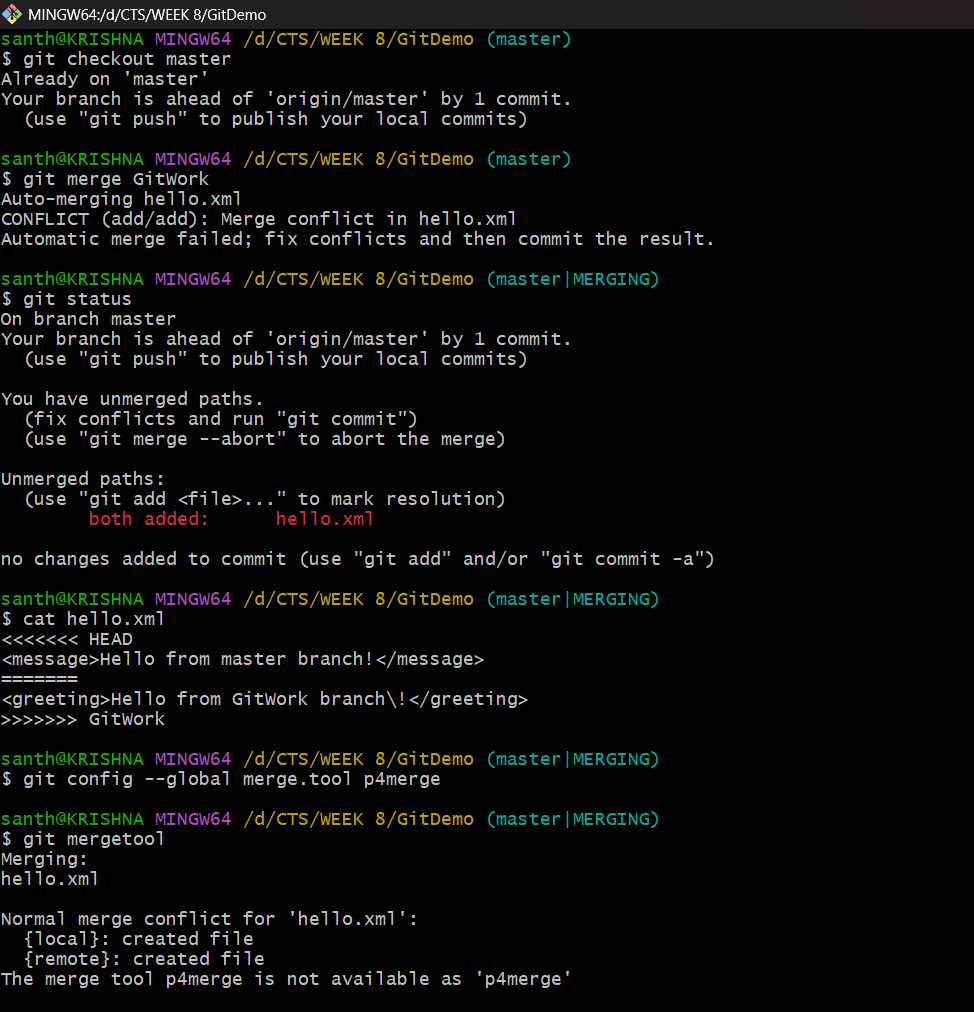 MINGW64:/d/CTS/WEEK 8/GitDemo
santh@KRISHNA MINGW64 /d/CTS/WEEK 8/GitDemo (master)
$ git checkout master
Already on 'master'
Your branch is ahead of 'origin/master' by 1 commit.
  (use "git push" to publish your local commits)

santh@KRISHNA MINGW64 /d/CTS/WEEK 8/GitDemo (master)
$ git merge GitWork
Auto-merging hello.xml
CONFLICT (add/add): Merge conflict in hello.xml
Automatic merge failed; fix conflicts and then commit the result.

santh@KRISHNA MINGW64 /d/CTS/WEEK 8/GitDemo (master|MERGING)
$ git status
On branch master
Your branch is ahead of 'origin/master' by 1 commit.
  (use "git push" to publish your local commits)

You have unmerged paths.
  (fix conflicts and run "git commit")
  (use "git merge --abort" to abort the merge)

Unmerged paths:
  (use "git add <file>..." to mark resolution)
        both added:      hello.xml

no changes added to commit (use "git add" and/or "git commit -a")

santh@KRISHNA MINGW64 /d/CTS/WEEK 8/GitDemo (master|MERGING)
$ cat hello.xml
<<<<<<< HEAD
<message>Hello from master branch!</message>
=======
<greeting>Hello from GitWork branch\!</greeting>
>>>>>>> GitWork

santh@KRISHNA MINGW64 /d/CTS/WEEK 8/GitDemo (master|MERGING)
$ git config --global merge.tool p4merge

santh@KRISHNA MINGW64 /d/CTS/WEEK 8/GitDemo (master|MERGING)
$ git mergetool
Merging:
hello.xml

Normal merge conflict for 'hello.xml':
  {local}: created file
  {remote}: created file
The merge tool p4merge is not available as 'p4merge'